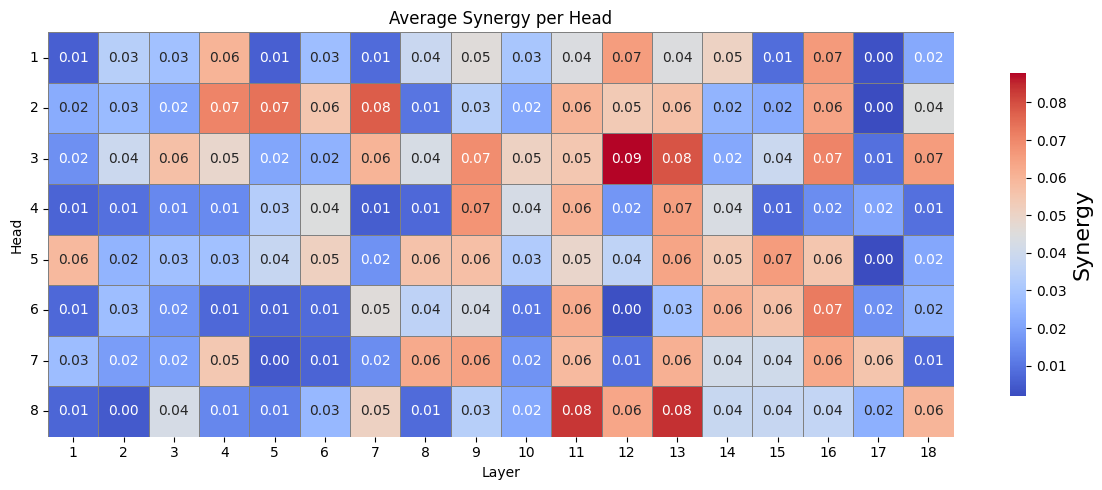 Average Synergy per Head
1 0.01 0.03 0.03 0.06 0.01 0.03 0.01 0.04 0.05 0.03 0.04 0.07 0.04 0.05 0.01 0.07 0.00 0.02
2 0.02 0.03 0.02 0.07 0.07 0.06 0.08 0.01 0.03 0.02 0.06 0.05 0.06 0.02 0.02 0.06 0.00 0.04
3 0.02 0.04 0.06 0.05 0.02 0.02 0.06 0.04 0.07 0.05 0.05 0.09 0.08 0.02 0.04 0.07 0.01 0.07
4 0.01 0.01 0.01 0.01 0.03 0.04 0.01 0.01 0.07 0.04 0.06 0.02 0.07 0.04 0.01 0.02 0.02 0.01
5 0.06 0.02 0.03 0.03 0.04 0.05 0.02 0.06 0.06 0.03 0.05 0.04 0.06 0.05 0.07 0.06 0.00 0.02
6 0.01 0.03 0.02 0.01 0.01 0.01 0.05 0.04 0.04 0.01 0.06 0.00 0.03 0.06 0.06 0.07 0.02 0.02
7 0.03 0.02 0.02 0.05 0.00 0.01 0.02 0.06 0.06 0.02 0.06 0.01 0.06 0.04 0.04 0.06 0.06 0.01
8 0.01 0.00 0.04 0.01 0.01 0.03 0.05 0.01 0.03 0.02 0.08 0.06 0.08 0.04 0.04 0.04 0.02 0.06
1 2 3 4 5 6 7 8 9 10 11 12 13 14 15 16 17 18
Layer
Head
0.08
0.07
0.06
0.05
0.04
0.03
0.02
0.01
Synergy